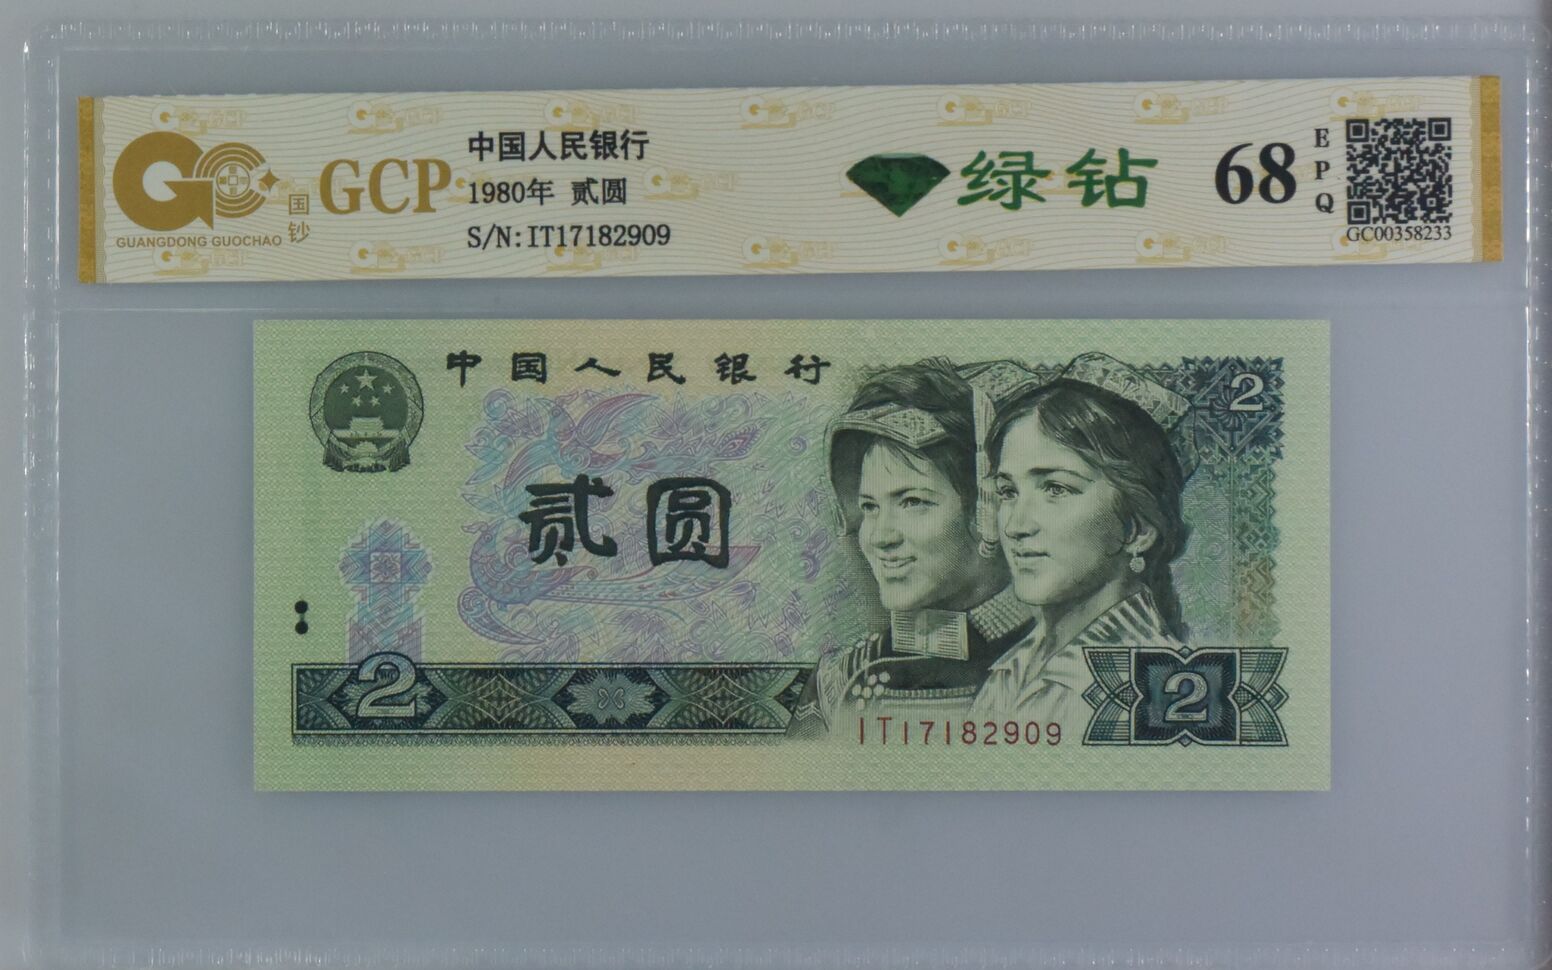 GCP
国钞
GUANGDONG GUOCHAO
中国人民银行
1980年 贰圆
S/N:IT17182909
绿钻
68
EPQ
GC00358233
中国人民银行
2
贰圆
2
IT17182909
2